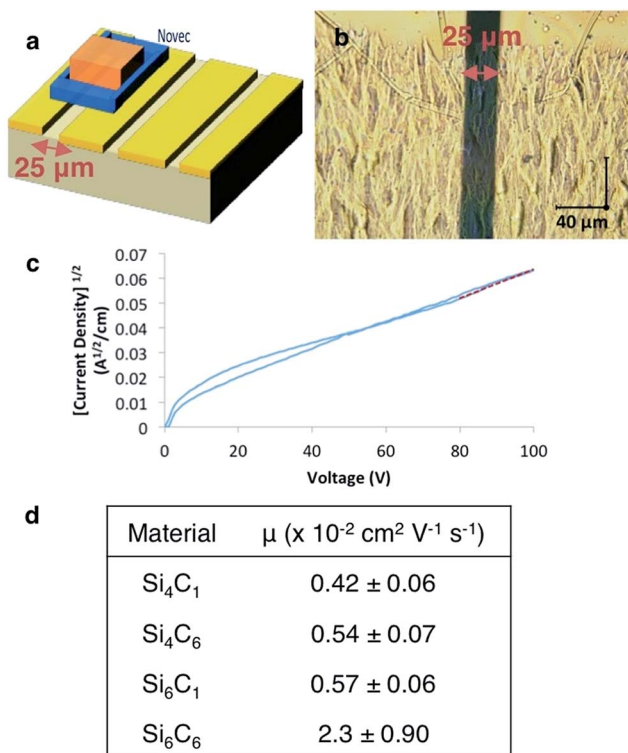 a
Novec
25 μm
b
25 μm
40 μm
c
[Current Density] 1/2
(A1/2/cm)
0.07
0.06
0.05
0.04
0.03
0.02
0.01
0
0 20 40 60 80 100
Voltage (V)
d
Material μ (x 10-2 cm2 V-1 s-1)
Si4C1 0.42 ± 0.06
Si4C6 0.54 ± 0.07
Si6C1 0.57 ± 0.06
Si6C6 2.3 ± 0.90